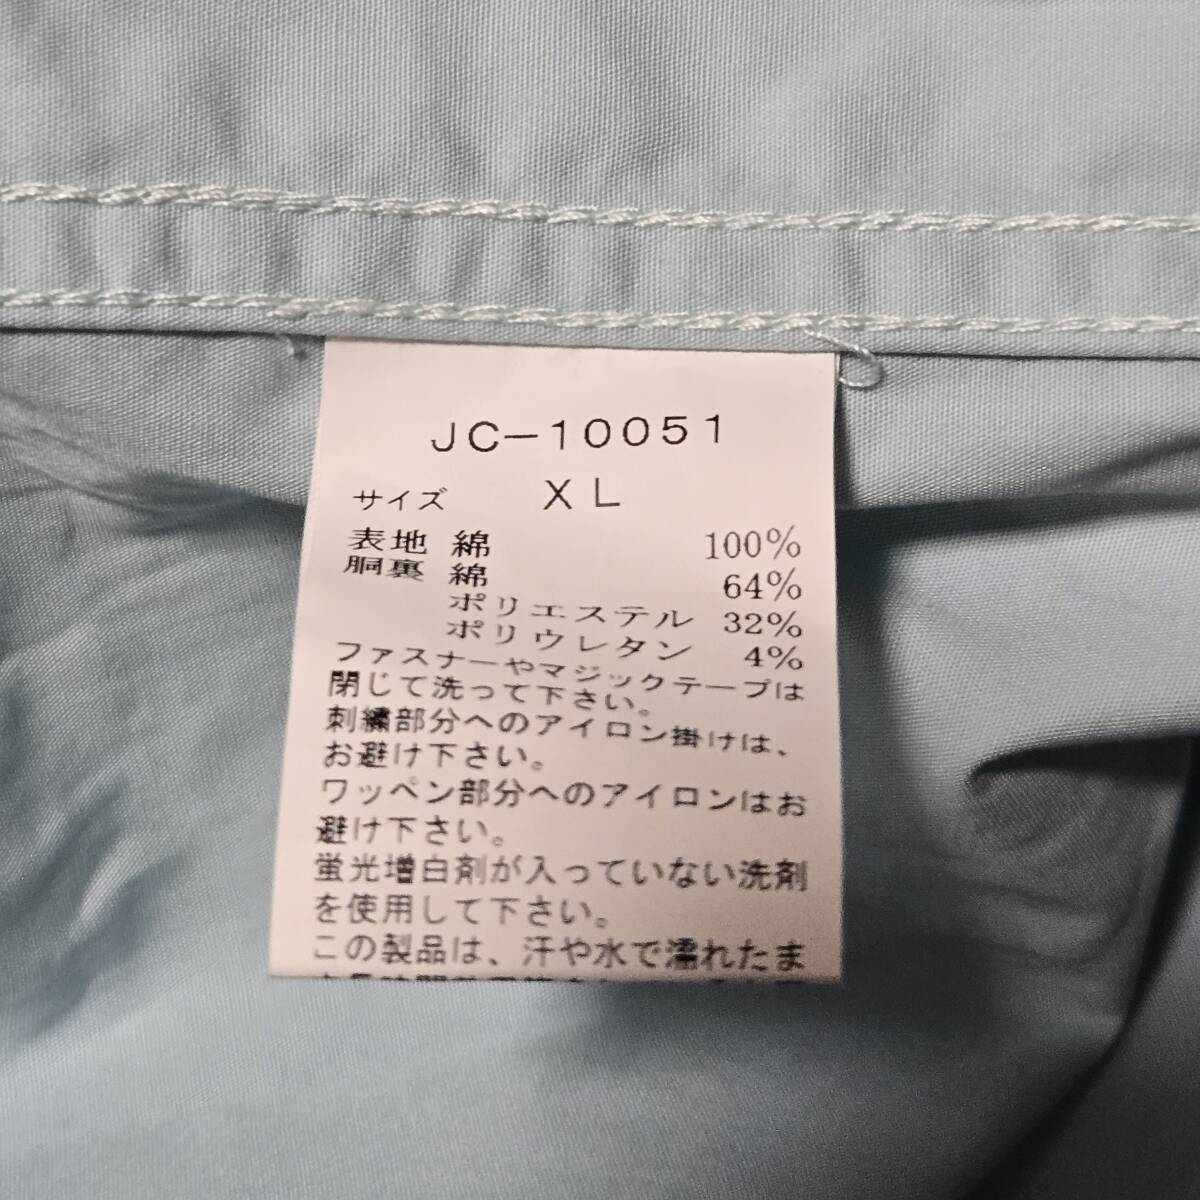 JC-10051
サイズ XL
表地 綿 100%
胴裏 綿 64%
ポリエステル 32%
ポリウレタン 4%
ファスナーやマジックテープは
閉じて洗って下さい。
刺繍部分へのアイロン掛けは、
お避け下さい。
ワッペン部分へのアイロンはお
避け下さい。
蛍光増白剤が入っていない洗剤
を使用して下さい。
この製品は、汗や水で濡れたま